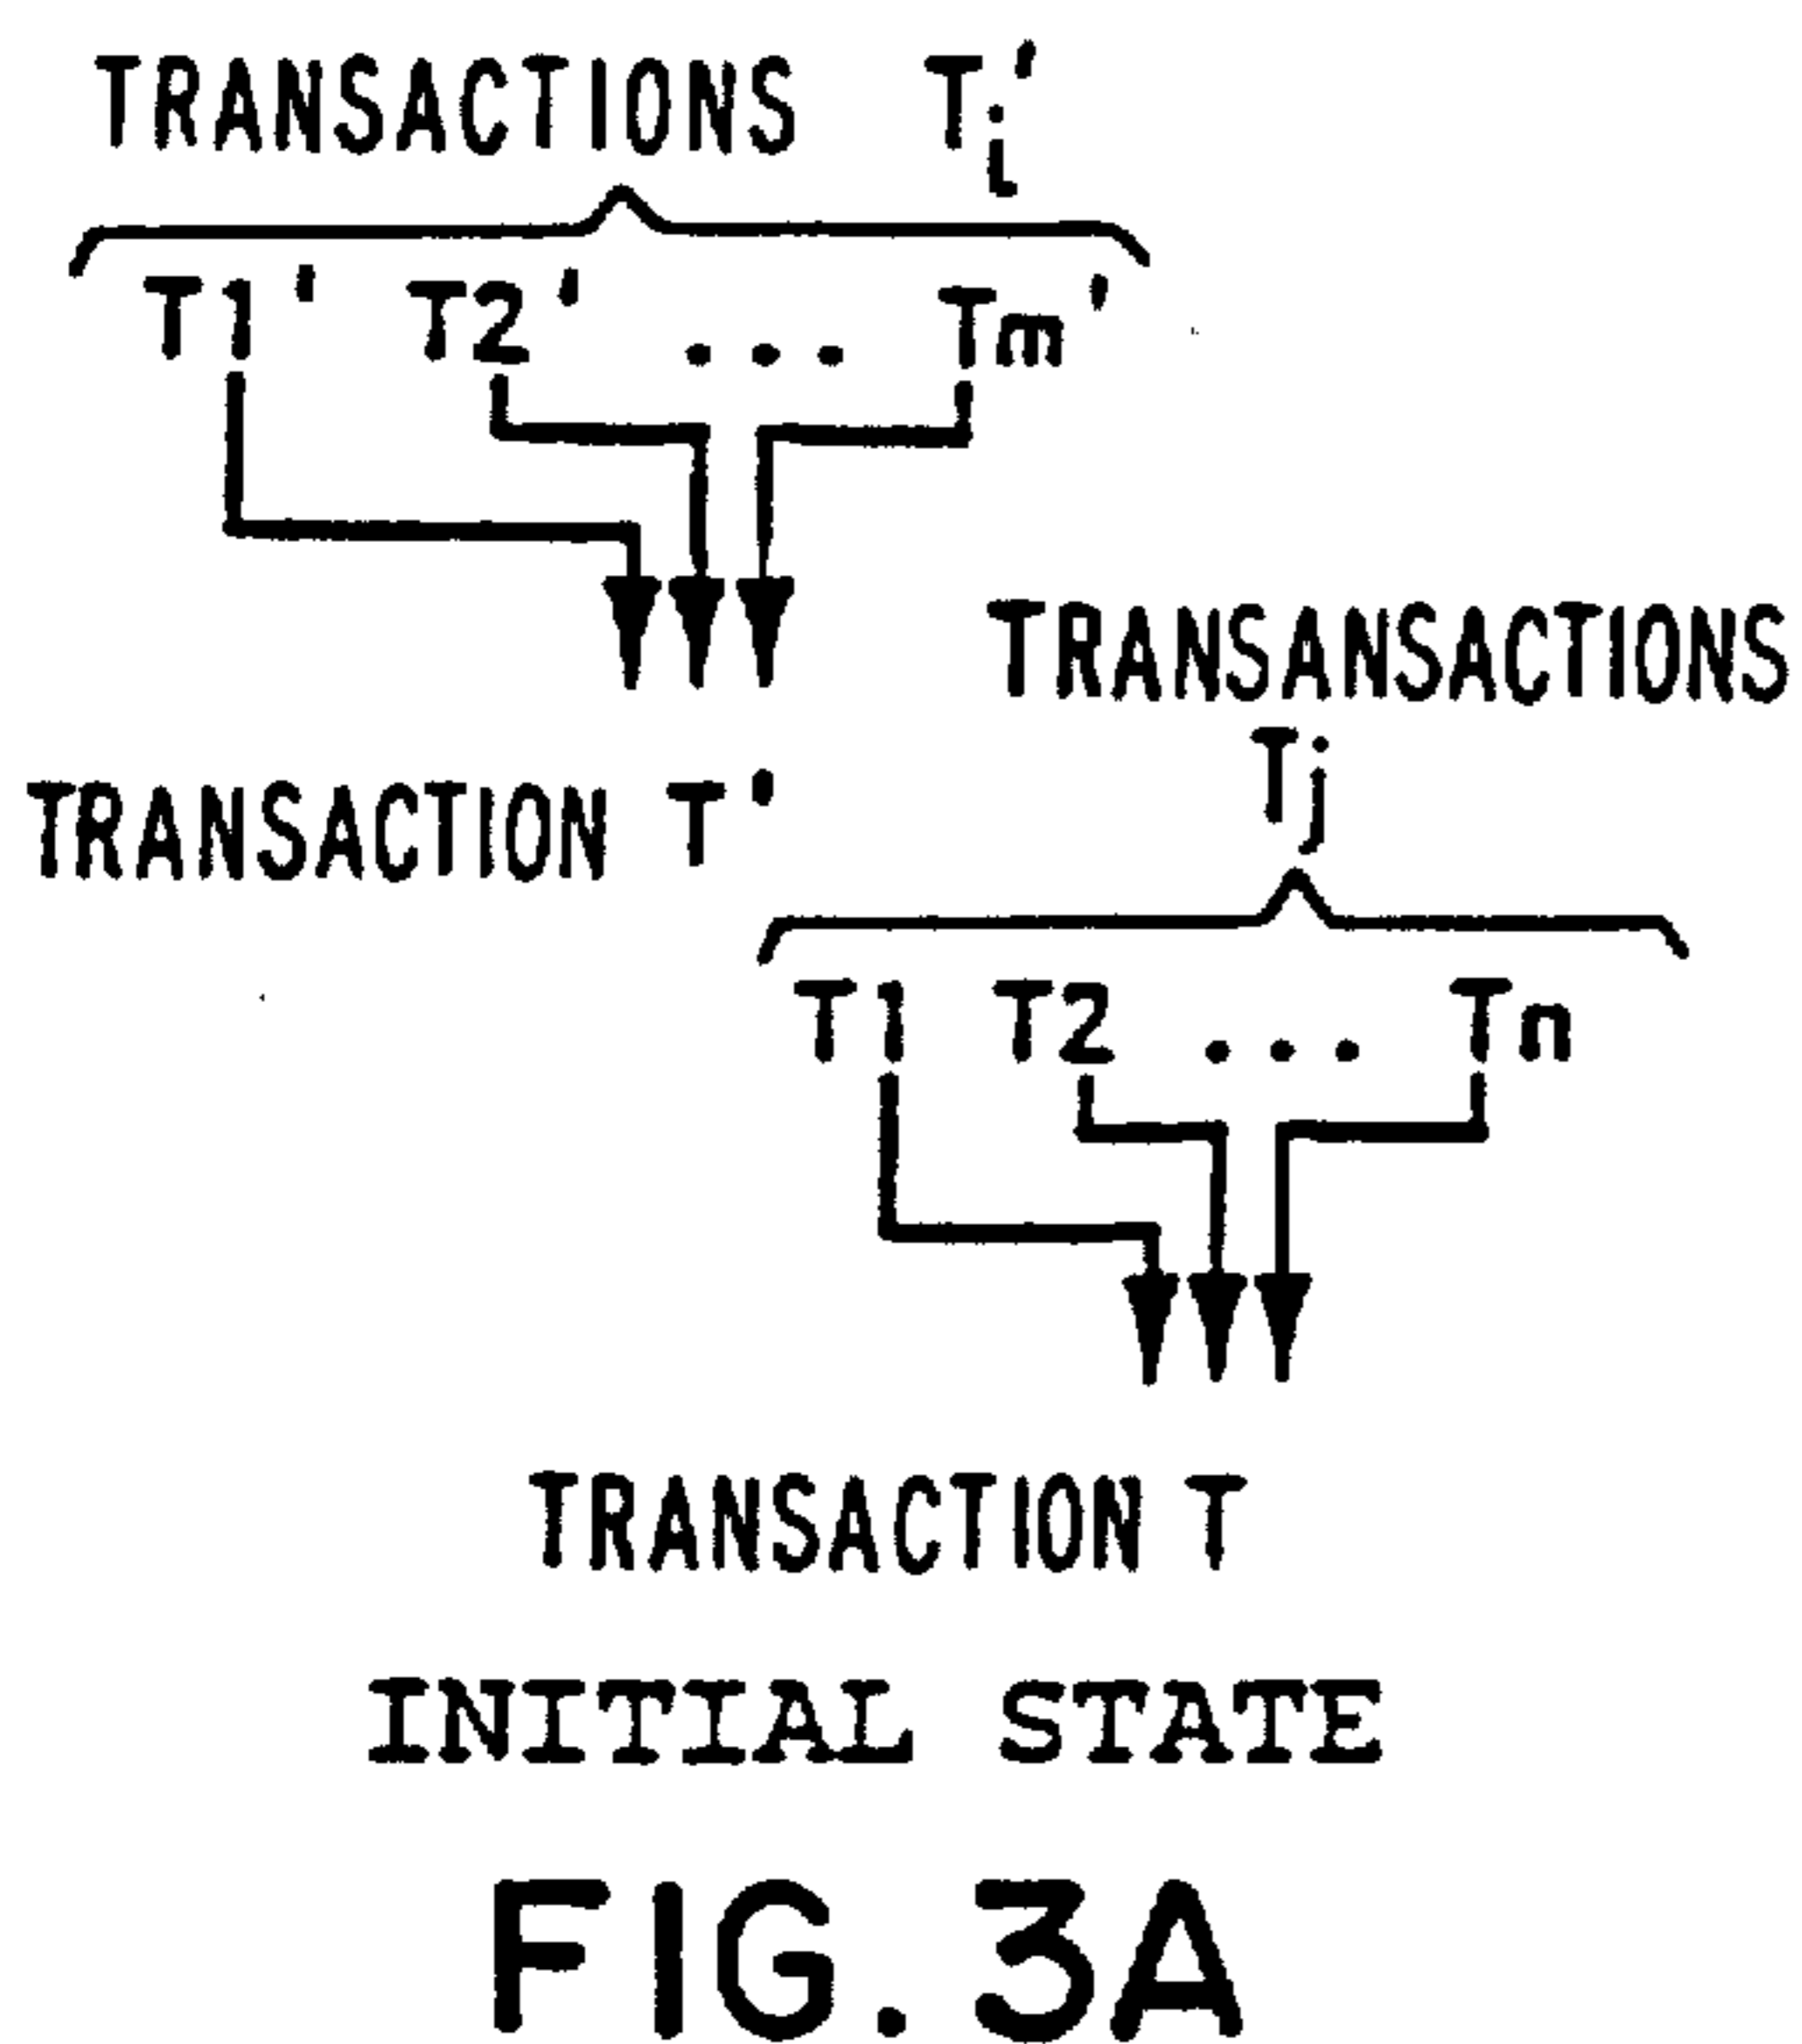 TRANSACTIONS Ti'
T1' T2' ... Tm'
TRANSANSACTIONS
Tj
TRANSACTION T'
T1 T2 ... Tn
TRANSACTION T
INITIAL STATE
FIG. 3A